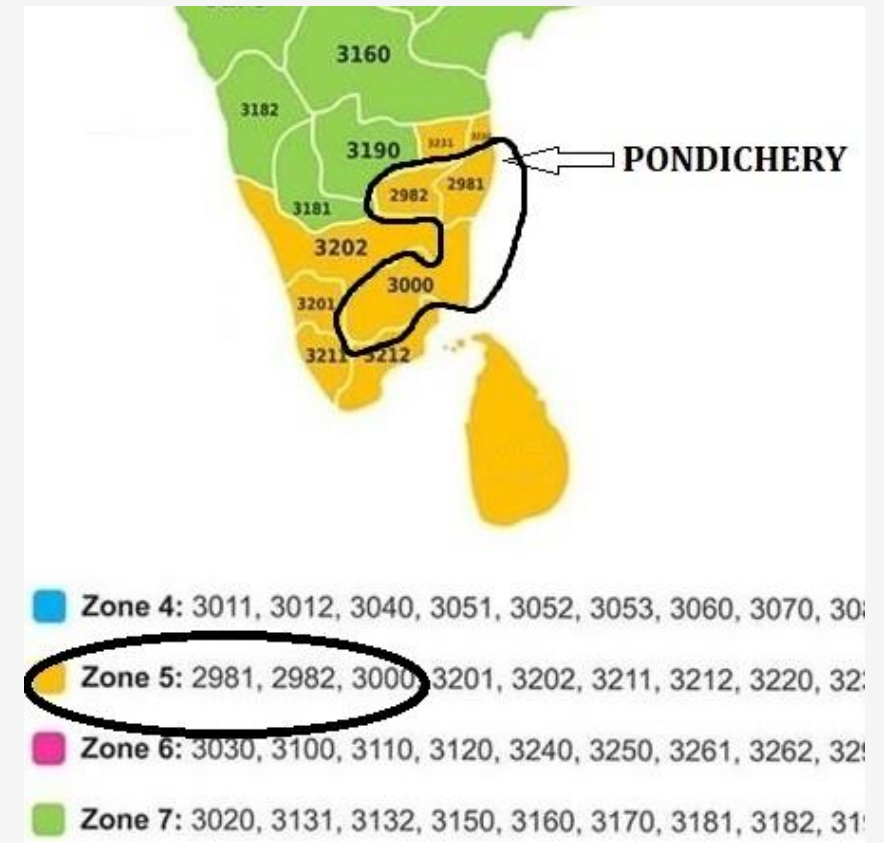 3160
3182
3190
3231
PONDICHERY
2982
2981
3181
3202
3000
3201
3211
3212
Zone 4: 3011, 3012, 3040, 3051, 3052, 3053, 3060, 3070,
Zone 5: 2981, 2982, 3000, 3201, 3202, 3211, 3212, 3220,
Zone 6: 3030, 3100, 3110, 3120, 3240, 3250, 3261, 3262,
Zone 7: 3020, 3131, 3132, 3150, 3160, 3170, 3181, 3182,